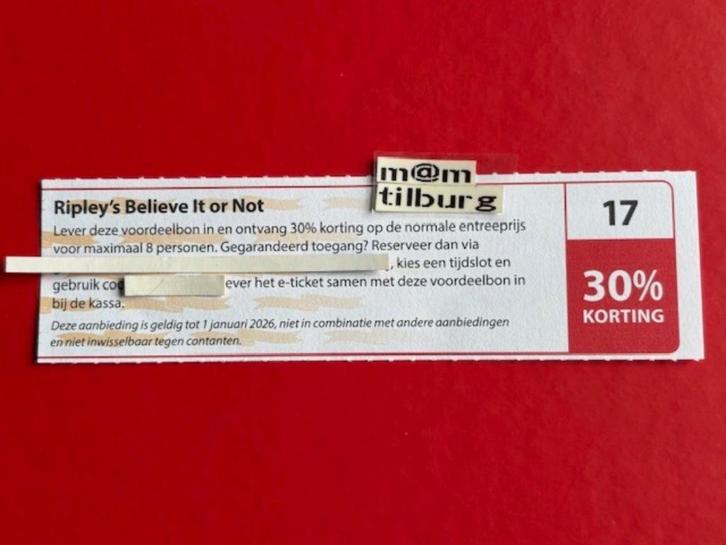 m@m
tilburg
Ripley's Believe It or Not
Lever deze voordeelbon in en ontvang 30% korting op de normale entreeprijs
voor maximaal 8 personen. Gegarandeerd toegang? Reserveer dan via
, kies een tijdslot en
gebruik ever het e-ticket samen met deze voordeelbon in
bij de kassa.
Deze aanbieding is geldig tot 1 januari 2026, niet in combinatie met andere aanbiedingen
en niet inwisselbaar tegen contanten.
17
30%
KORTING